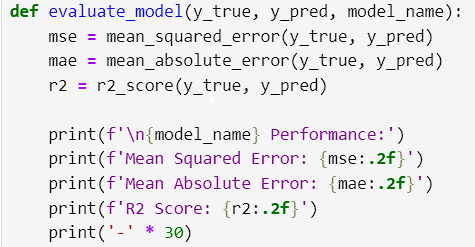 def evaluate_model(y_true, y_pred, model_name):
    mse = mean_squared_error(y_true, y_pred)
    mae = mean_absolute_error(y_true, y_pred)
    r2 = r2_score(y_true, y_pred)

    print(f'\n{model_name} Performance:')
    print(f'Mean Squared Error: {mse:.2f}')
    print(f'Mean Absolute Error: {mae:.2f}')
    print(f'R2 Score: {r2:.2f}')
    print('-' * 30)